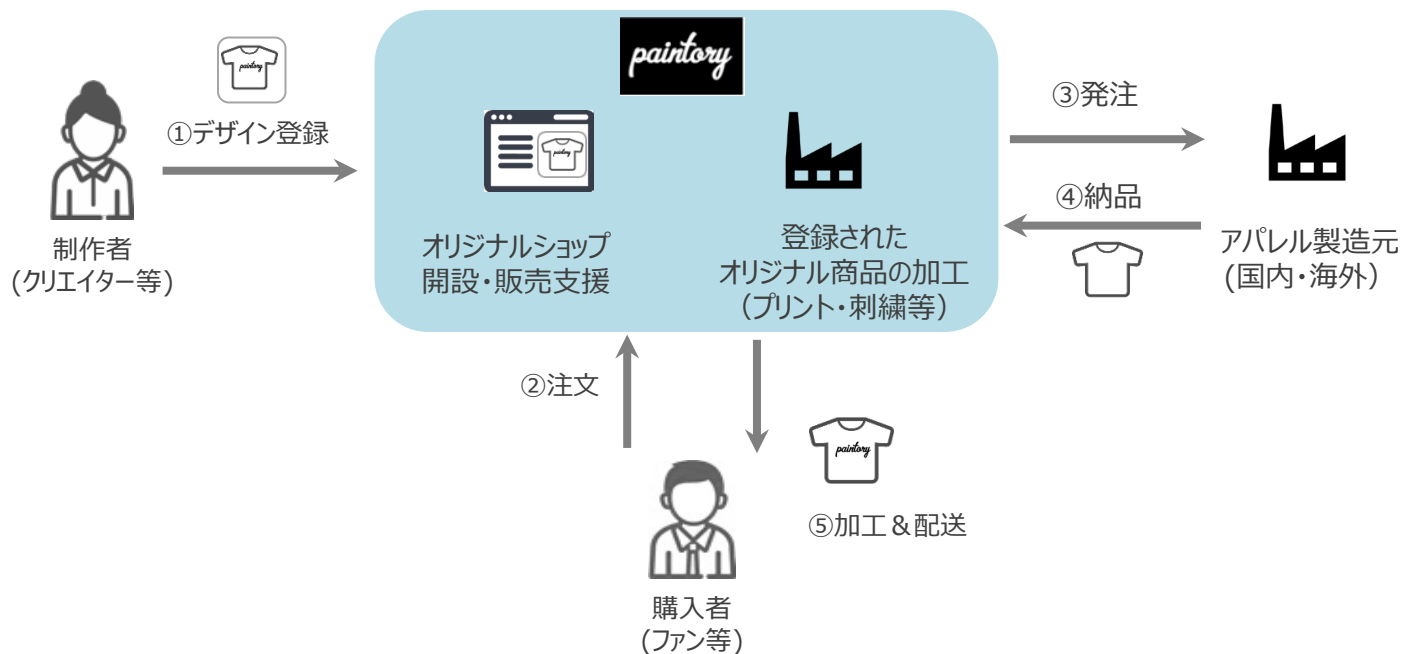 paintory
paintory
①デザイン登録
制作者
(クリエイター等)
paintory
オリジナルショップ
開設・販売支援
登録された
オリジナル商品の加工
(プリント・刺繍等)
③発注
④納品
アパレル製造元
(国内・海外)
②注文
paintory
⑤加工&配送
購入者
(ファン等)